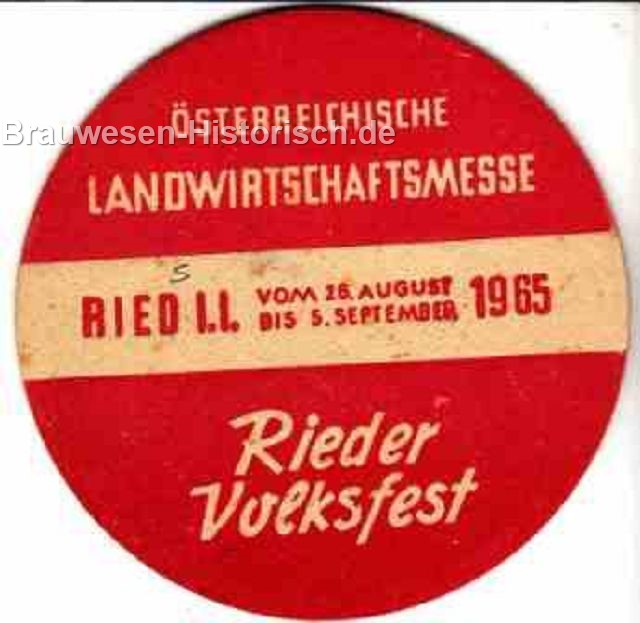 ÖSTERREICHISCHE
Brauwesen-Historisch.de
LANDWIRTSCHAFTSMESSE
S
RIED I.I. VOM 28. AUGUST 1965
BIS 5. SEPTEMBER
Rieder
Volksfest